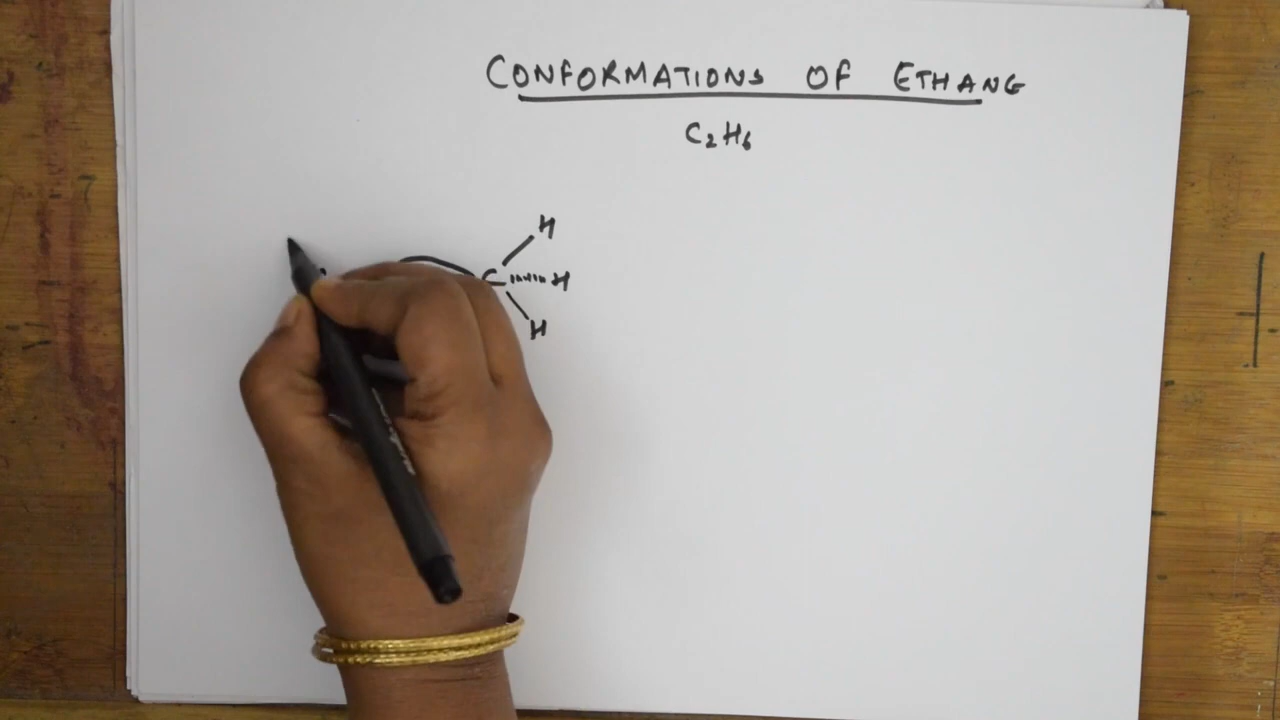 CONFORMATIONS OF ETHANE
C₂H₆
H
C H
H